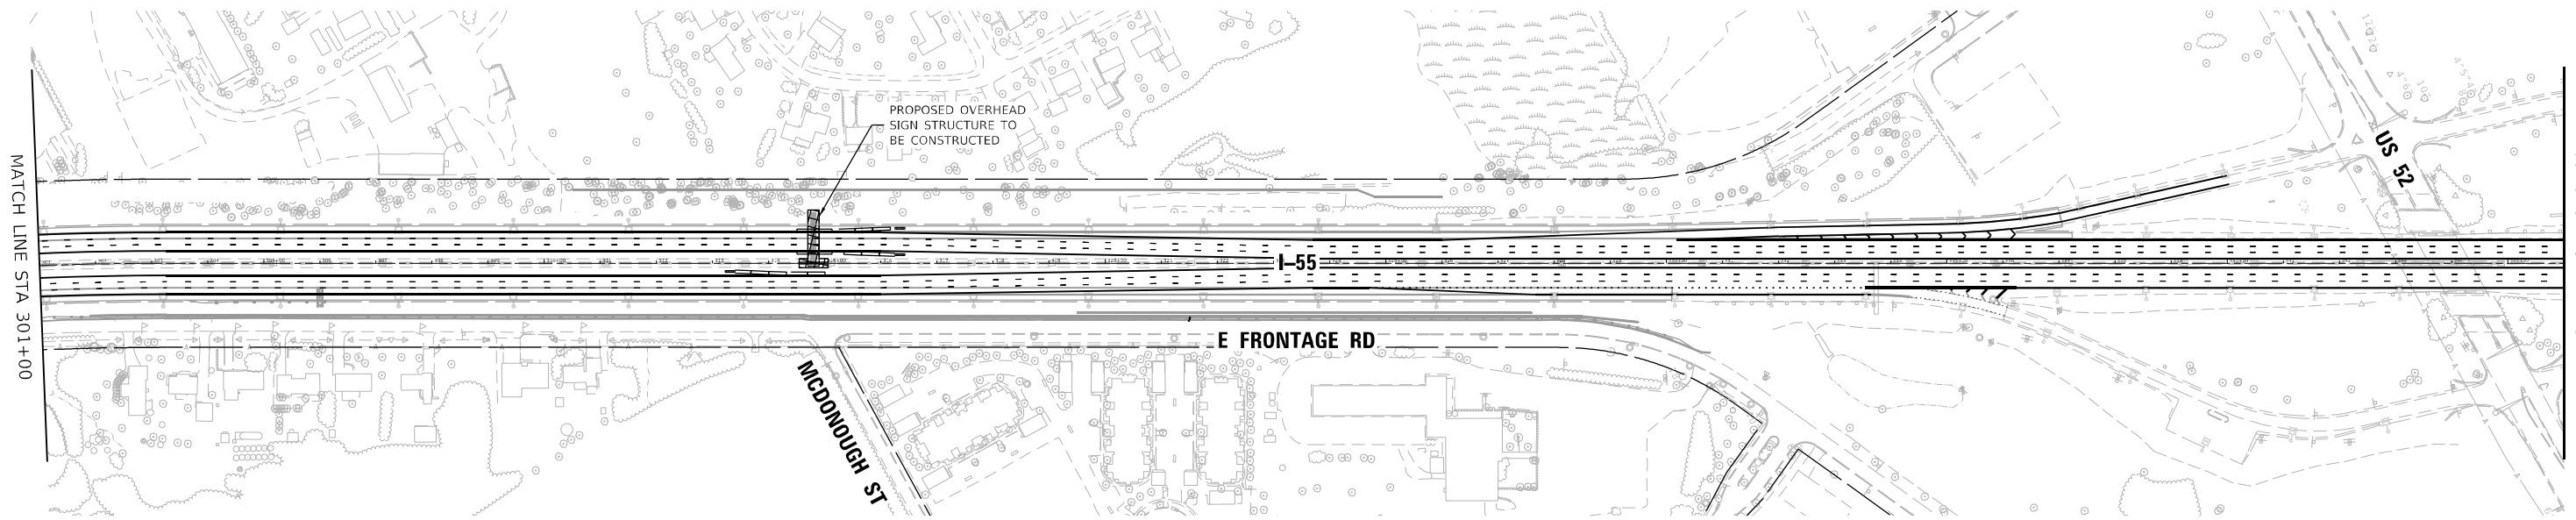 PROPOSED OVERHEAD
SIGN STRUCTURE TO
BE CONSTRUCTED
US 52
MATCH LINE STA 301+00
I-55
E FRONTAGE RD
MCDONOUGH ST